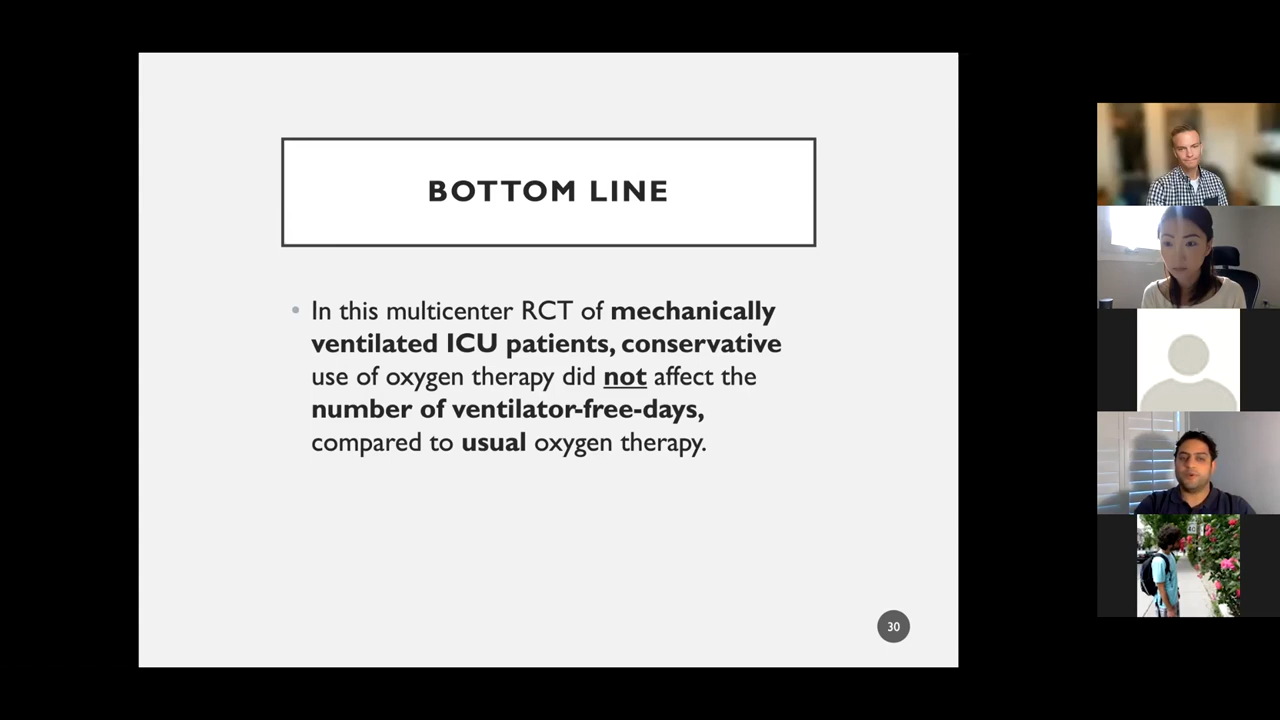 BOTTOM LINE
• In this multicenter RCT of mechanically
ventilated ICU patients, conservative
use of oxygen therapy did not affect the
number of ventilator-free-days,
compared to usual oxygen therapy.
30